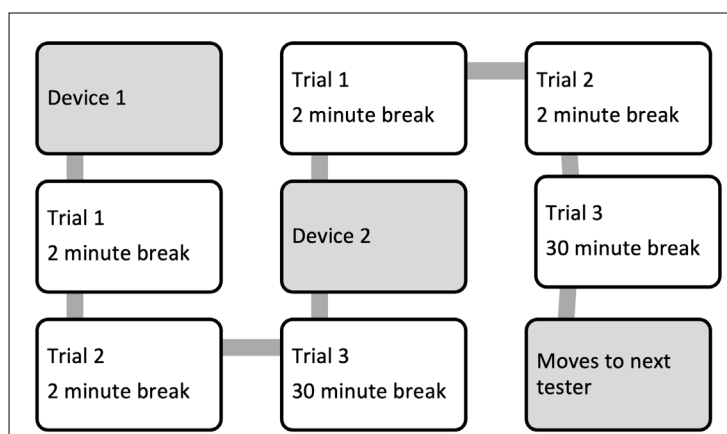 Device 1
Trial 1
2 minute break
Trial 2
2 minute break
Trial 3
30 minute break
Device 2
Trial 1
2 minute break
Trial 2
2 minute break
Trial 3
30 minute break
Moves to next
tester